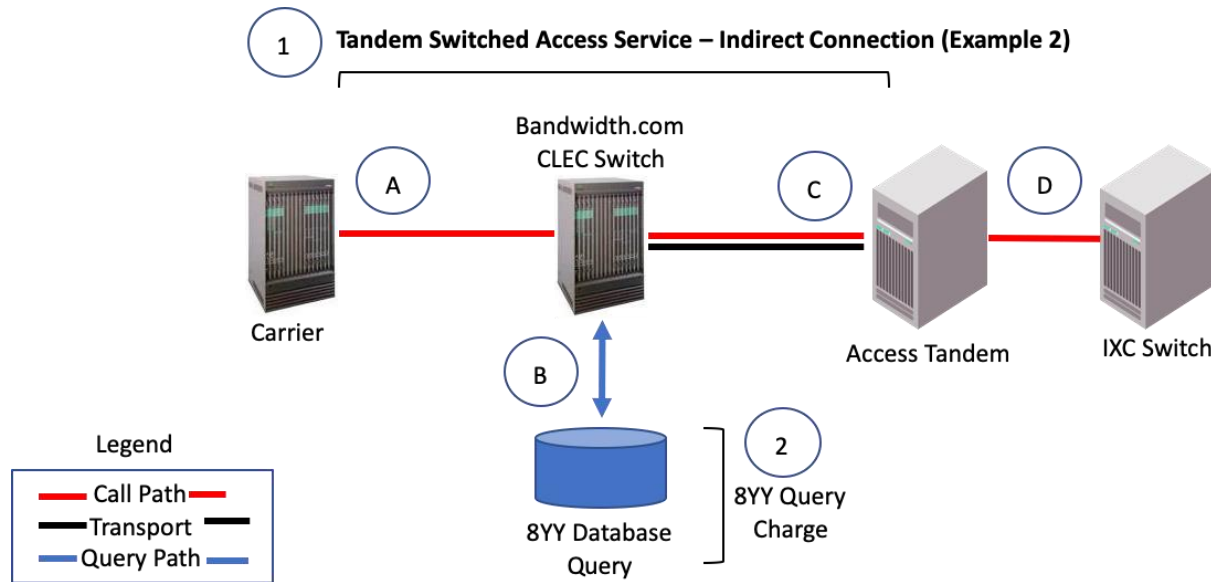 1
Tandem Switched Access Service – Indirect Connection (Example 2)
Bandwidth.com
CLEC Switch
A
C
D
Carrier
Access Tandem
IXC Switch
B
Legend
Call Path
Transport
Query Path
8YY Database
Query
2
8YY Query
Charge